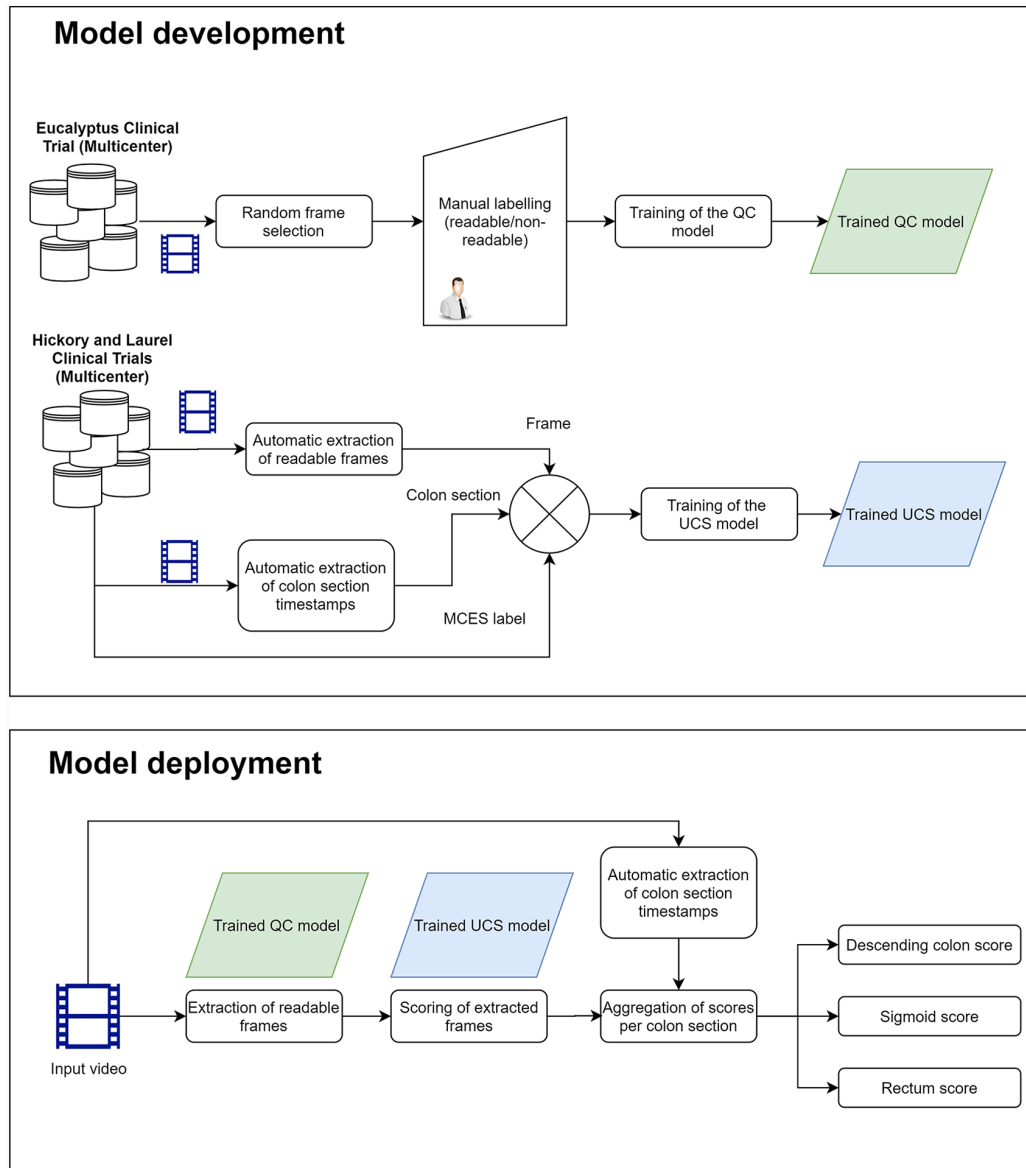 Model development
Eucalyptus Clinical
Trial (Multicenter)
Random frame
selection
Manual labelling
(readable/non-
readable)
Training of the QC
model
Trained QC model
Hickory and Laurel
Clinical Trials
(Multicenter)
Automatic extraction
of readable frames
Frame
Colon section
Automatic extraction
of colon section
timestamps
MCES label
Training of the
UCS model
Trained UCS model
Model deployment
Automatic extraction
of colon section
timestamps
Trained QC model
Trained UCS model
Input video
Extraction of readable
frames
Scoring of extracted
frames
Aggregation of scores
per colon section
Descending colon score
Sigmoid score
Rectum score